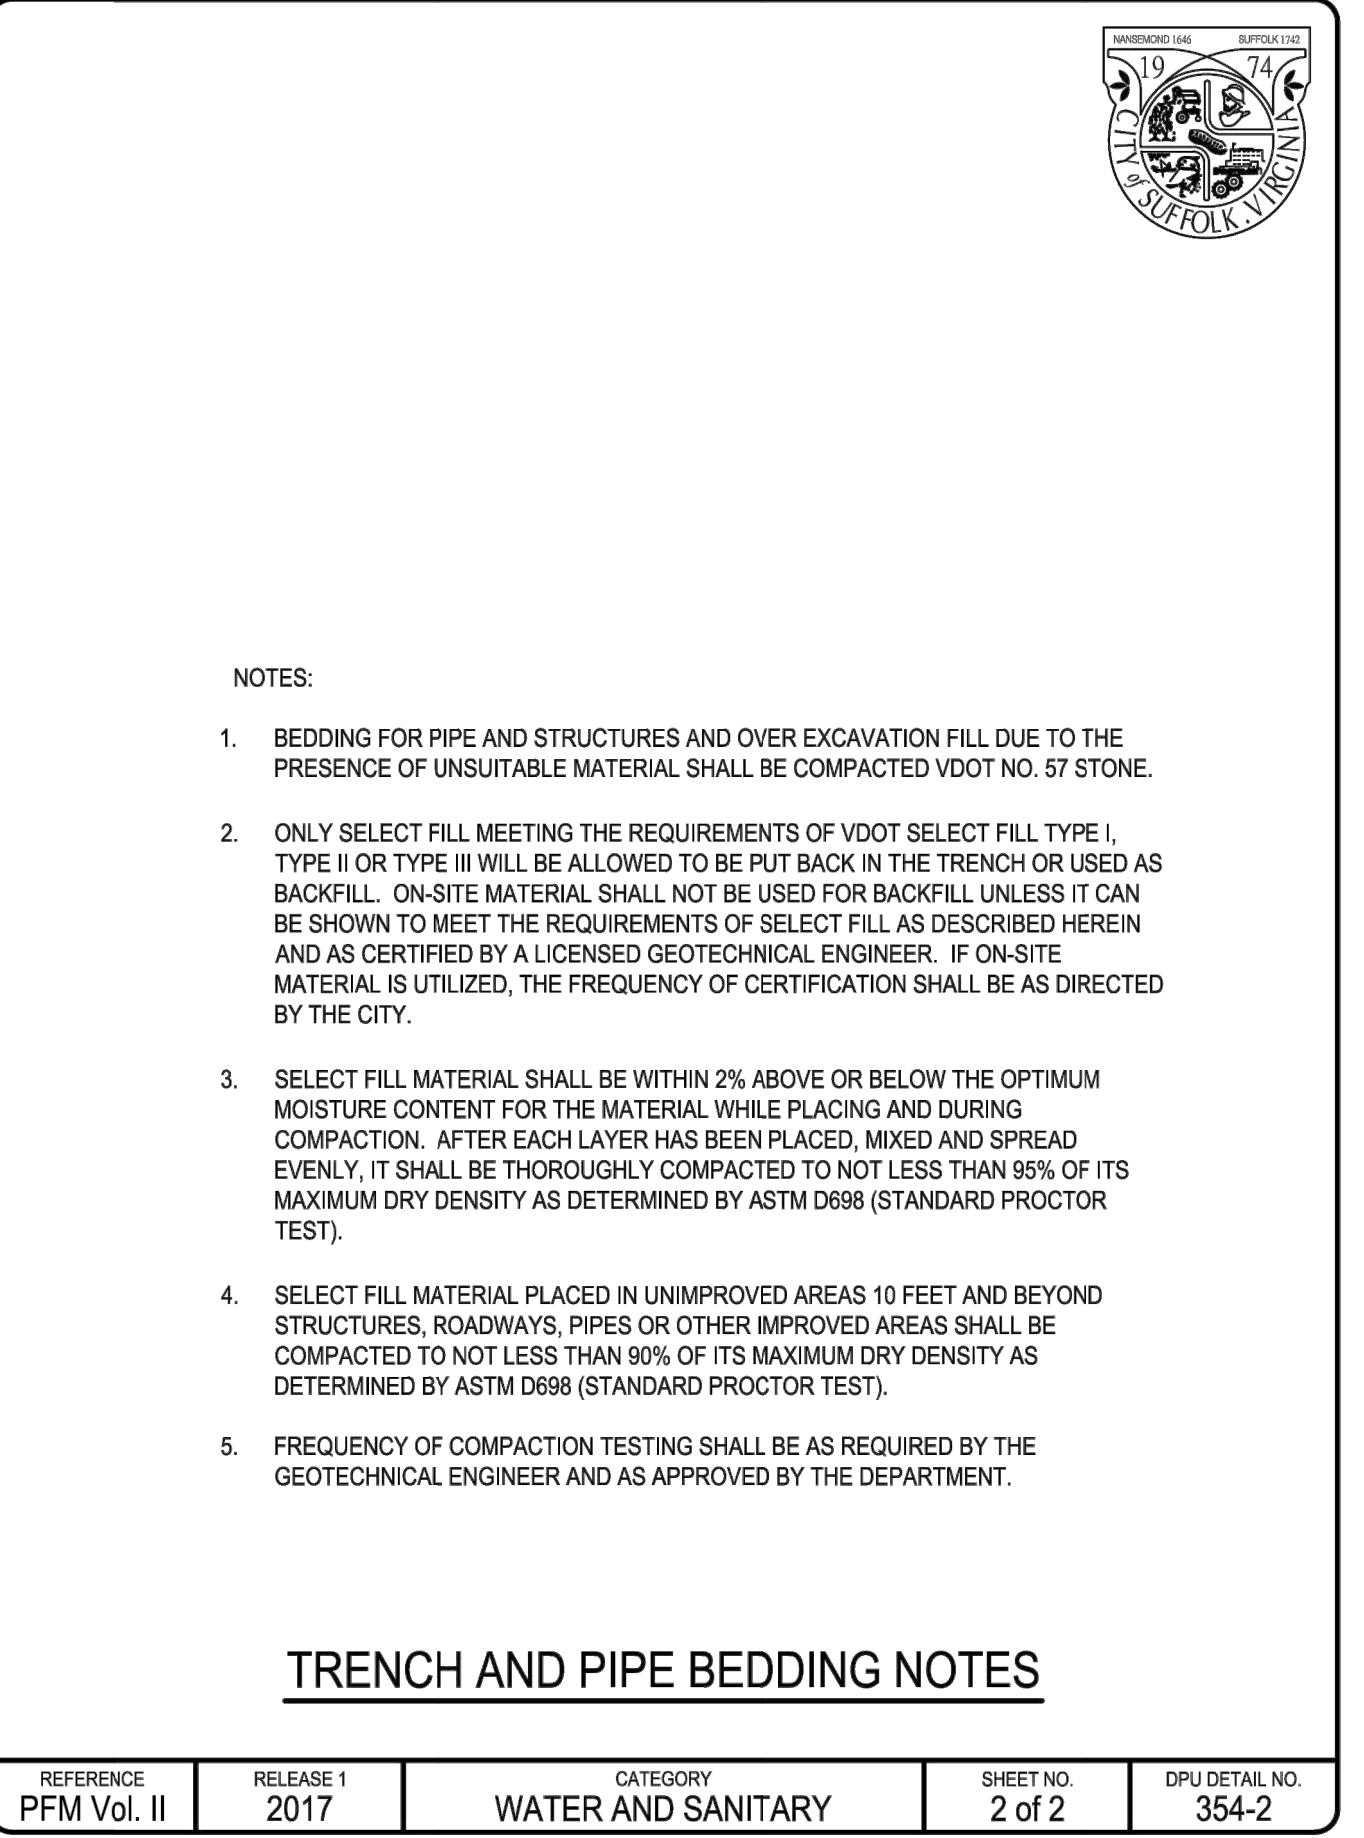 NANSEMOND 1646 SUFFOLK 1742
19 74
CITY of SUFFOLK, VIRGINIA
NOTES:
1. BEDDING FOR PIPE AND STRUCTURES AND OVER EXCAVATION FILL DUE TO THE
PRESENCE OF UNSUITABLE MATERIAL SHALL BE COMPACTED VDOT NO. 57 STONE.
2. ONLY SELECT FILL MEETING THE REQUIREMENTS OF VDOT SELECT FILL TYPE I,
TYPE II OR TYPE III WILL BE ALLOWED TO BE PUT BACK IN THE TRENCH OR USED AS
BACKFILL. ON-SITE MATERIAL SHALL NOT BE USED FOR BACKFILL UNLESS IT CAN
BE SHOWN TO MEET THE REQUIREMENTS OF SELECT FILL AS DESCRIBED HEREIN
AND AS CERTIFIED BY A LICENSED GEOTECHNICAL ENGINEER. IF ON-SITE
MATERIAL IS UTILIZED, THE FREQUENCY OF CERTIFICATION SHALL BE AS DIRECTED
BY THE CITY.
3. SELECT FILL MATERIAL SHALL BE WITHIN 2% ABOVE OR BELOW THE OPTIMUM
MOISTURE CONTENT FOR THE MATERIAL WHILE PLACING AND DURING
COMPACTION. AFTER EACH LAYER HAS BEEN PLACED, MIXED AND SPREAD
EVENLY, IT SHALL BE THOROUGHLY COMPACTED TO NOT LESS THAN 95% OF ITS
MAXIMUM DRY DENSITY AS DETERMINED BY ASTM D698 (STANDARD PROCTOR
TEST).
4. SELECT FILL MATERIAL PLACED IN UNIMPROVED AREAS 10 FEET AND BEYOND
STRUCTURES, ROADWAYS, PIPES OR OTHER IMPROVED AREAS SHALL BE
COMPACTED TO NOT LESS THAN 90% OF ITS MAXIMUM DRY DENSITY AS
DETERMINED BY ASTM D698 (STANDARD PROCTOR TEST).
5. FREQUENCY OF COMPACTION TESTING SHALL BE AS REQUIRED BY THE
GEOTECHNICAL ENGINEER AND AS APPROVED BY THE DEPARTMENT.
TRENCH AND PIPE BEDDING NOTES
REFERENCE RELEASE 1 CATEGORY SHEET NO. DPU DETAIL NO.
PFM Vol. II 2017 WATER AND SANITARY 2 of 2 354-2